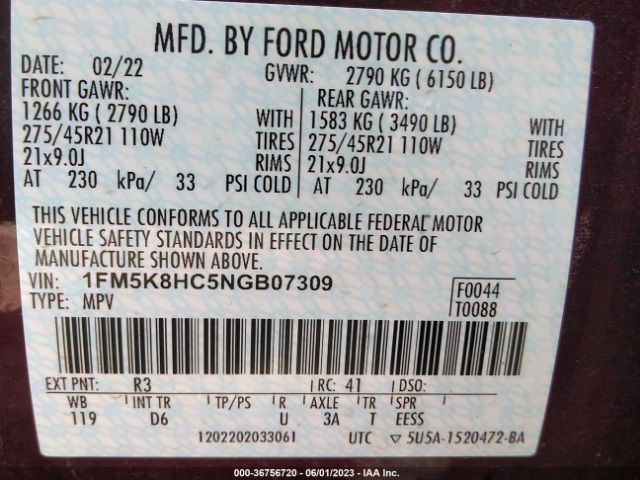 MFD. BY FORD MOTOR CO.
DATE: 02/22 GVWR: 2790 KG ( 6150 LB)
FRONT GAWR: REAR GAWR:
1266 KG ( 2790 LB) WITH 1583 KG ( 3490 LB) WITH
275/45R21 110W TIRES 275/45R21 110W TIRES
21x9.0J RIMS 21x9.0J RIMS
AT 230 kPa/ 33 PSI COLD AT 230 kPa/ 33 PSI COLD
THIS VEHICLE CONFORMS TO ALL APPLICABLE FEDERAL MOTOR
VEHICLE SAFETY STANDARDS IN EFFECT ON THE DATE OF
MANUFACTURE SHOWN ABOVE.
VIN: 1FM5K8HC5NGB07309 F0044
TYPE: MPV T0088
EXT PNT: R3 RC: 41 DSO:
WB INT TR TP/PS R AXLE TR SPR
119 D6 U 3A T EESS
1202202033061 UTC 5U5A-1520472-BA
000-36756720 - 06/01/2023 - IAA Inc.